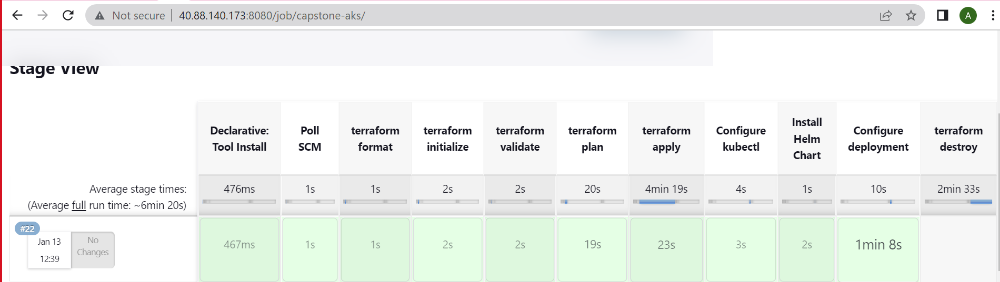 Not secure
40.88.140.173:8080/job/capstone-aks/
A
Stage View
Declarative:
Tool Install
Poll
SCM
terraform
format
terraform
initialize
terraform
validate
terraform
plan
terraform
apply
Configure
kubectl
Install
Helm
Chart
Configure
deployment
terraform
destroy
Average stage times:
(Average full run time: ~6min 20s)
476ms
1s
1s
2s
2s
20s
4min 19s
4s
1s
10s
2min 33s
#22
Jan 13
12:39
No
Changes
467ms
1s
1s
2s
2s
19s
23s
3s
2s
1min 8s